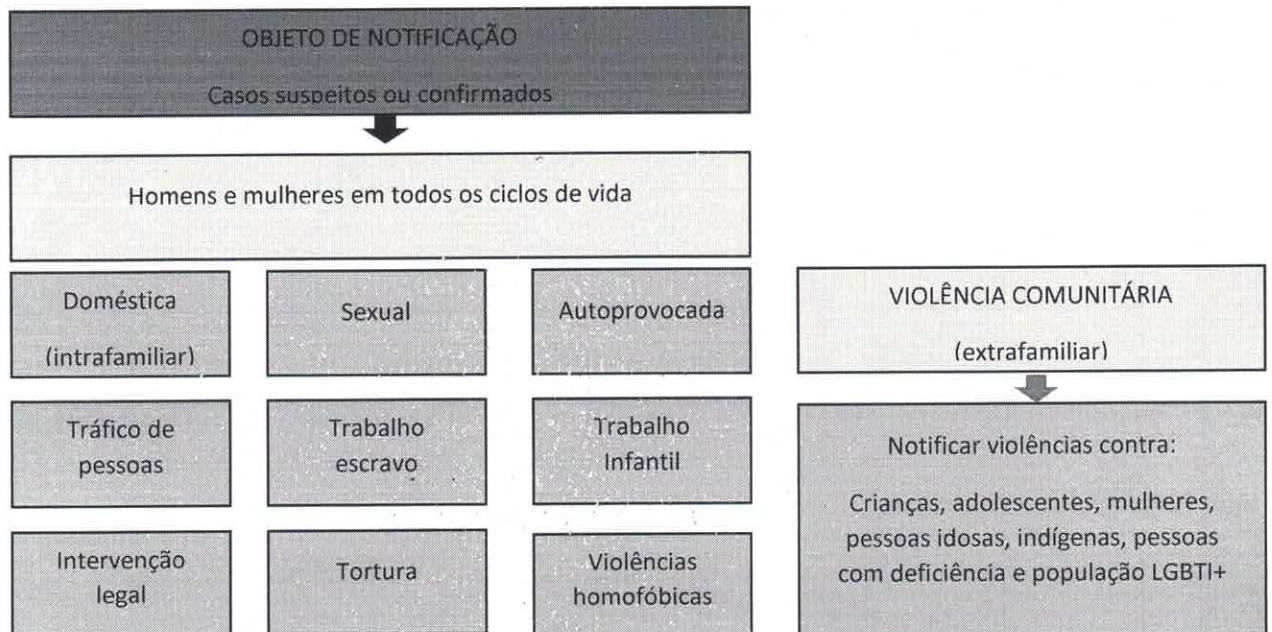 OBJETO DE NOTIFICAÇÃO
Casos suspeitos ou confirmados
Homens e mulheres em todos os ciclos de vida
Doméstica
(intrafamiliar)
Sexual
Autoprovocada
Tráfico de
pessoas
Trabalho
escravo
Trabalho
Infantil
Intervenção
legal
Tortura
Violências
homofóbicas
VIOLÊNCIA COMUNITÁRIA
(extrafamiliar)
Notificar violências contra:
Crianças, adolescentes, mulheres,
pessoas idosas, indígenas, pessoas
com deficiência e população LGBTI+